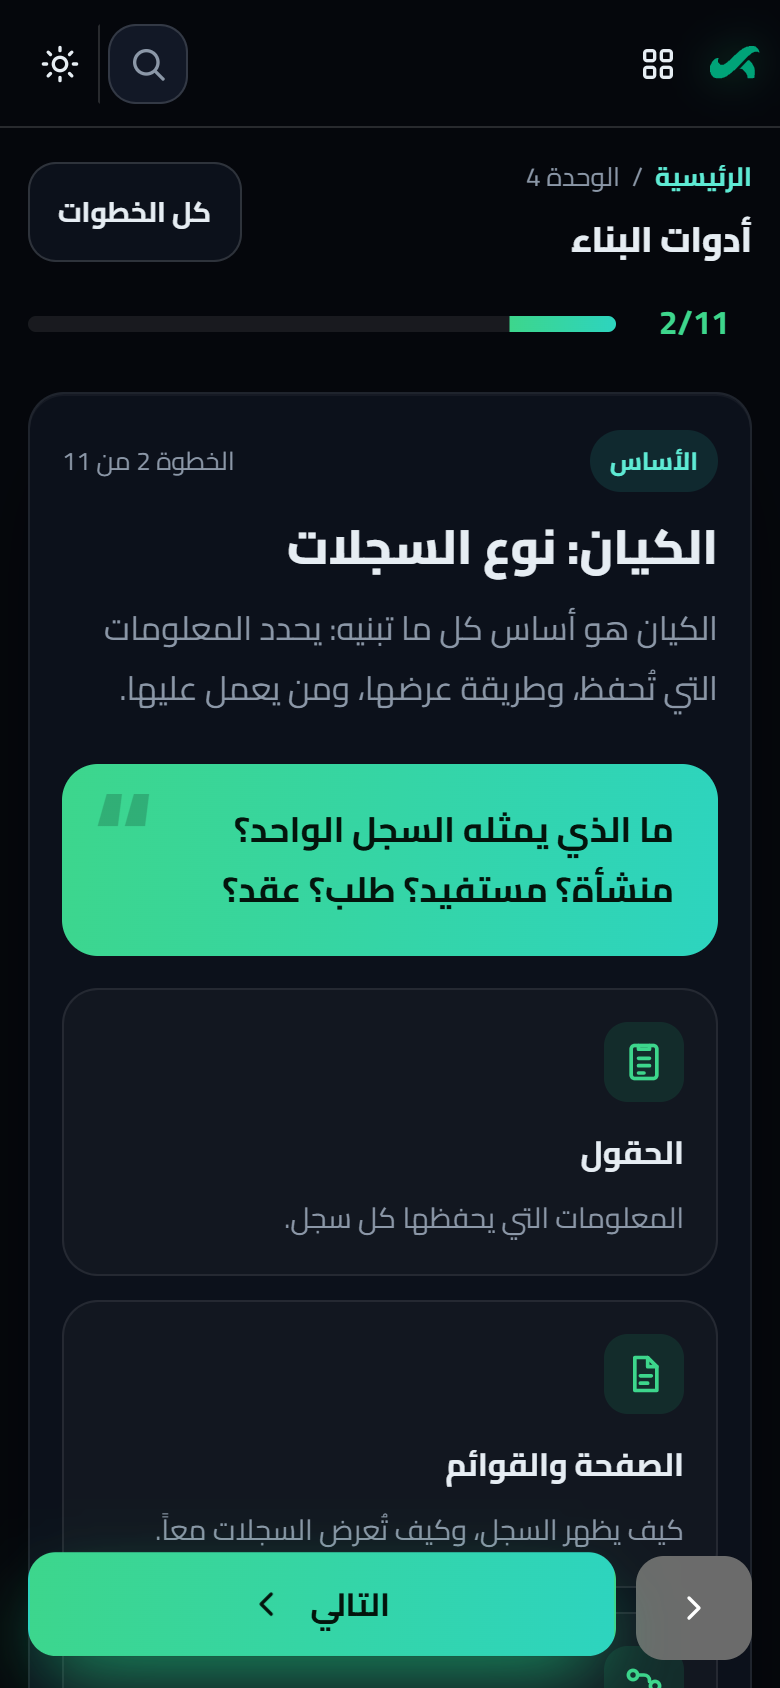 الرئيسية / الوحدة 4
أدوات البناء
كل الخطوات
2/11
الأساس
الخطوة 2 من 11
الكيان: نوع السجلات
الكيان هو أساس كل ما تبنيه: يحدد المعلومات
التي تُحفظ، وطريقة عرضها، ومن يعمل عليها.
ما الذي يمثله السجل الواحد؟
منشأة؟ مستفيد؟ طلب؟ عقد؟
الحقول
المعلومات التي يحفظها كل سجل.
الصفحة والقوائم
كيف يظهر السجل، وكيف تُعرض السجلات معاً.
التالي